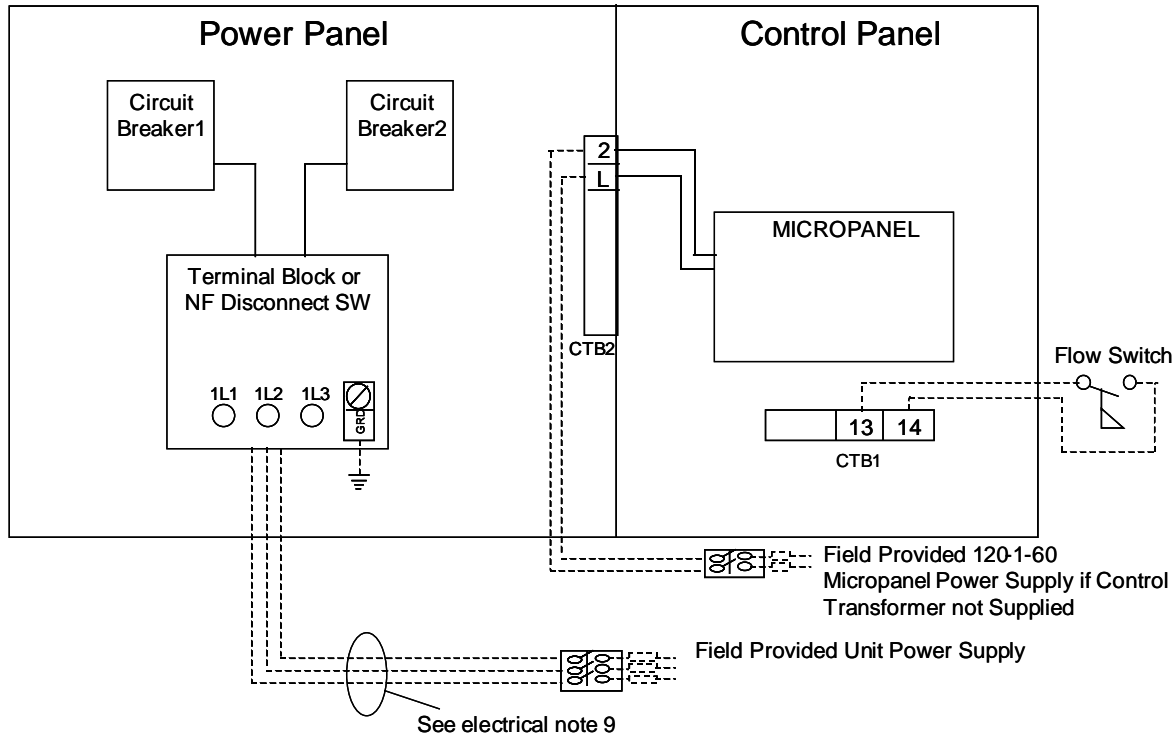 Power Panel
Control Panel
Circuit
Breaker1
Circuit
Breaker2
2
L
MICROPANEL
Terminal Block or
NF Disconnect SW
1L1
1L2
1L3
GRD
CTB2
Flow Switch
13
14
CTB1
Field Provided 120-1-60
Micropanel Power Supply if Control
Transformer not Supplied
Field Provided Unit Power Supply
See electrical note 9